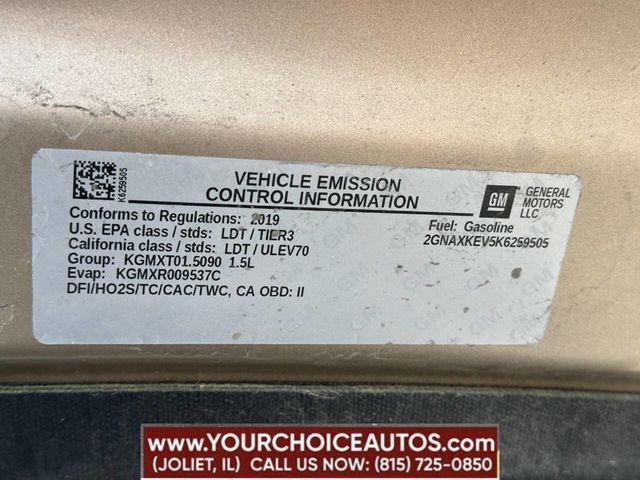 K6259505
VEHICLE EMISSION
CONTROL INFORMATION
GM
GENERAL
MOTORS
LLC
Conforms to Regulations: 2019
U.S. EPA class / stds: LDT / TIER3
California class / stds: LDT / ULEV70
Group: KGMXT01.5090 1.5L
Evap: KGMXR009537C
DFI/HO2S/TC/CAC/TWC, CA OBD: II
Fuel: Gasoline
2GNAXKEV5K6259505
WWW.YOURCHOICEAUTOS.COM
(JOLIET, IL) CALL US NOW: (815) 725-0850